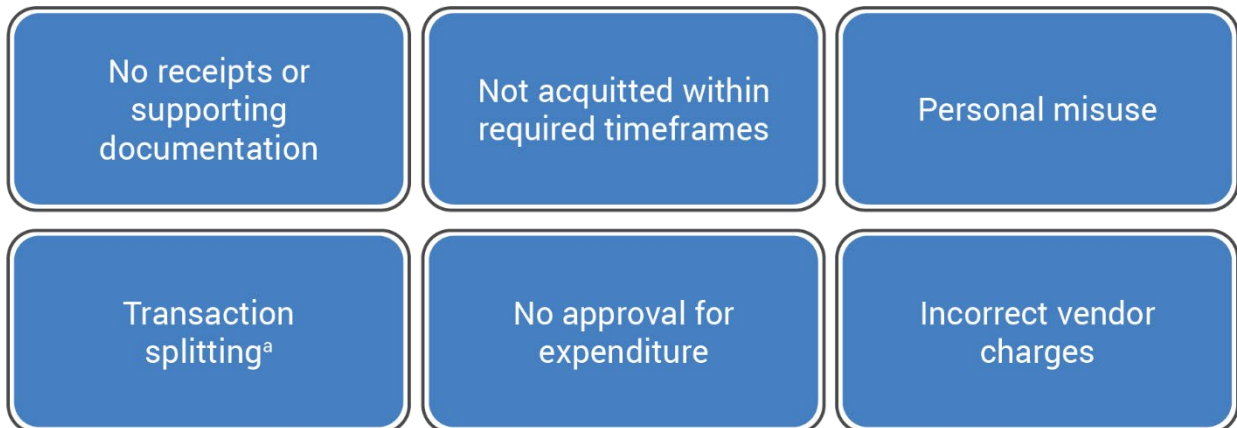 No receipts or
supporting
documentation
Not acquitted within
required timeframes
Personal misuse
Transaction
splittingᵃ
No approval for
expenditure
Incorrect vendor
charges